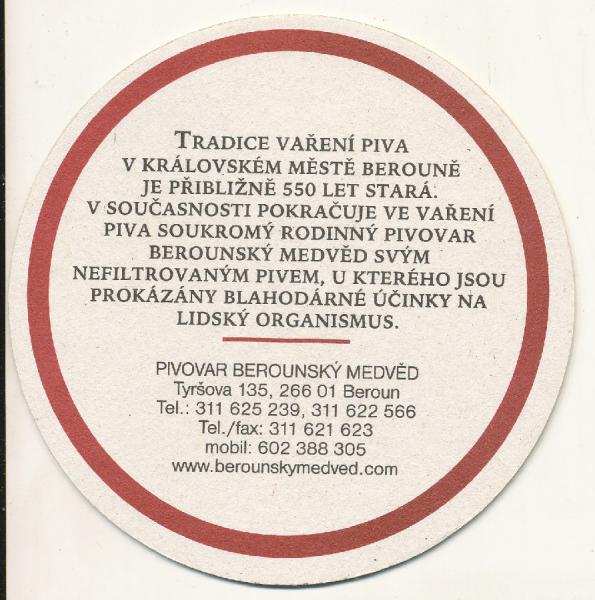 TRADICE VAŘENÍ PIVA
V KRÁLOVSKÉM MĚSTĚ BEROUNĚ
JE PŘIBLIŽNĚ 550 LET STARÁ.
V SOUČASNOSTI POKRAČUJE VE VAŘENÍ
PIVA SOUKROMÝ RODINNÝ PIVOVAR
BEROUNSKÝ MEDVĚD SVÝM
NEFILTROVANÝM PIVEM, U KTERÉHO JSOU
PROKÁZÁNY BLAHODÁRNÉ ÚČINKY NA
LIDSKÝ ORGANISMUS.
PIVOVAR BEROUNSKÝ MEDVĚD
Tyršova 135, 266 01 Beroun
Tel.: 311 625 239, 311 622 566
Tel./fax: 311 621 623
mobil: 602 388 305
www.berounskymedved.com